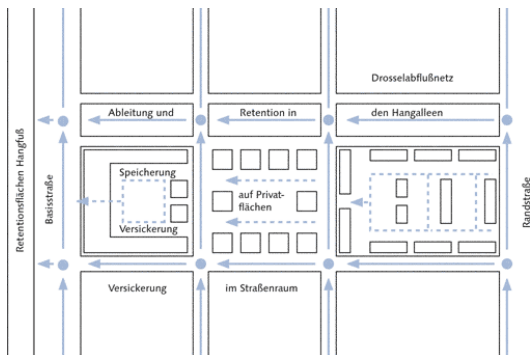 Drosselabflußnetz
Ableitung und
Retention in
den Hangalleen
Retentionsflächen Hangfuß
Basisstraße
Speicherung
auf Privat-
flächen
Versickerung
Randstraße
Versickerung
im Straßenraum